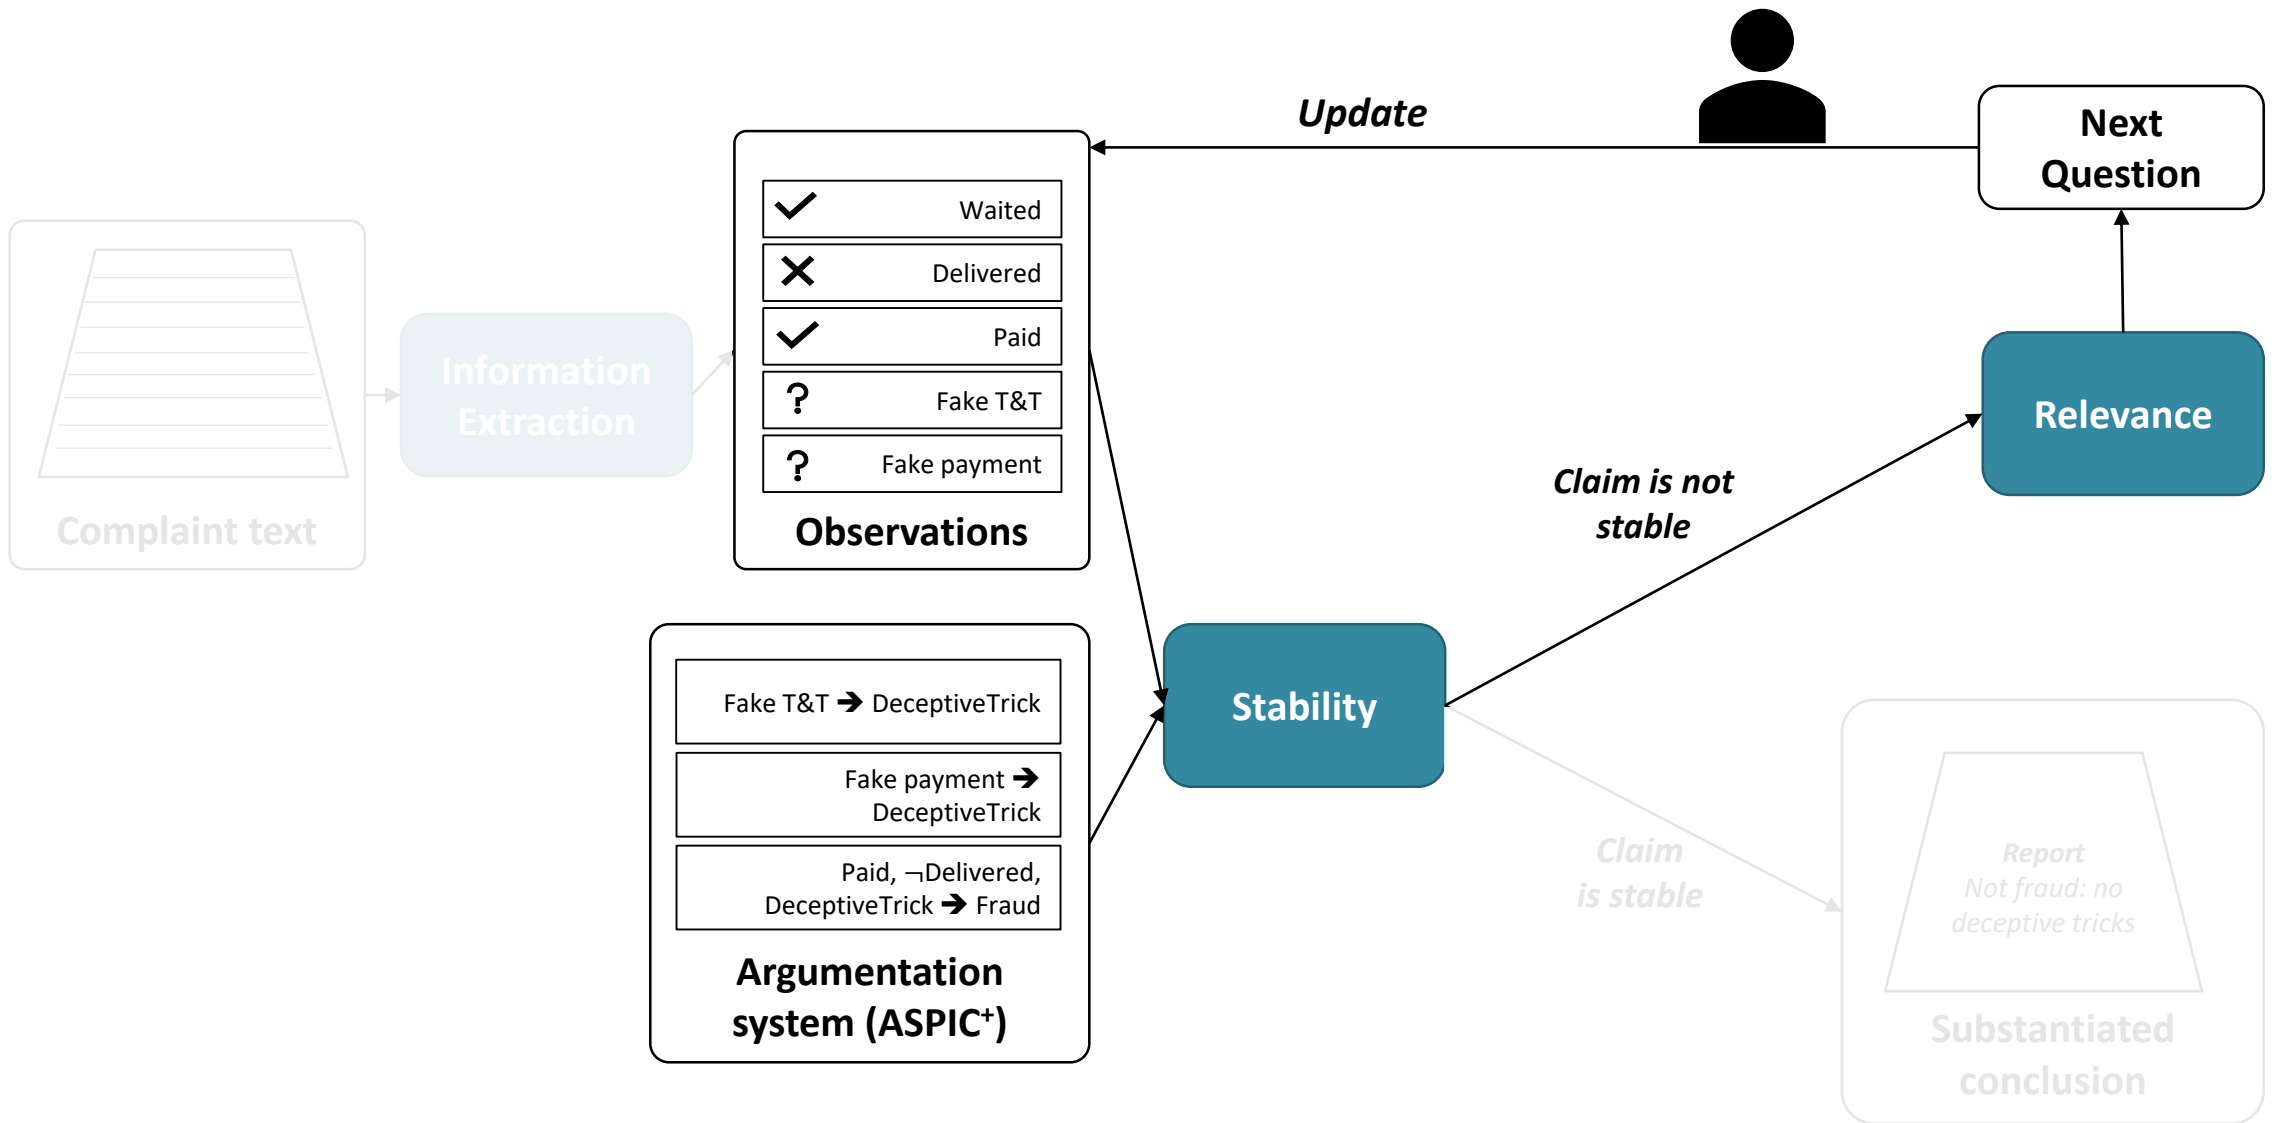 Update
Next
Question
Waited
Delivered
Paid
? Fake T&T
? Fake payment
Observations
Complaint text
Information
Extraction
Relevance
Claim is not
stable
Fake T&T ➔ DeceptiveTrick
Fake payment ➔
DeceptiveTrick
Paid, ¬Delivered,
DeceptiveTrick ➔ Fraud
Argumentation
system (ASPIC⁺)
Stability
Claim
is stable
Report
Not fraud: no
deceptive tricks
Substantiated
conclusion